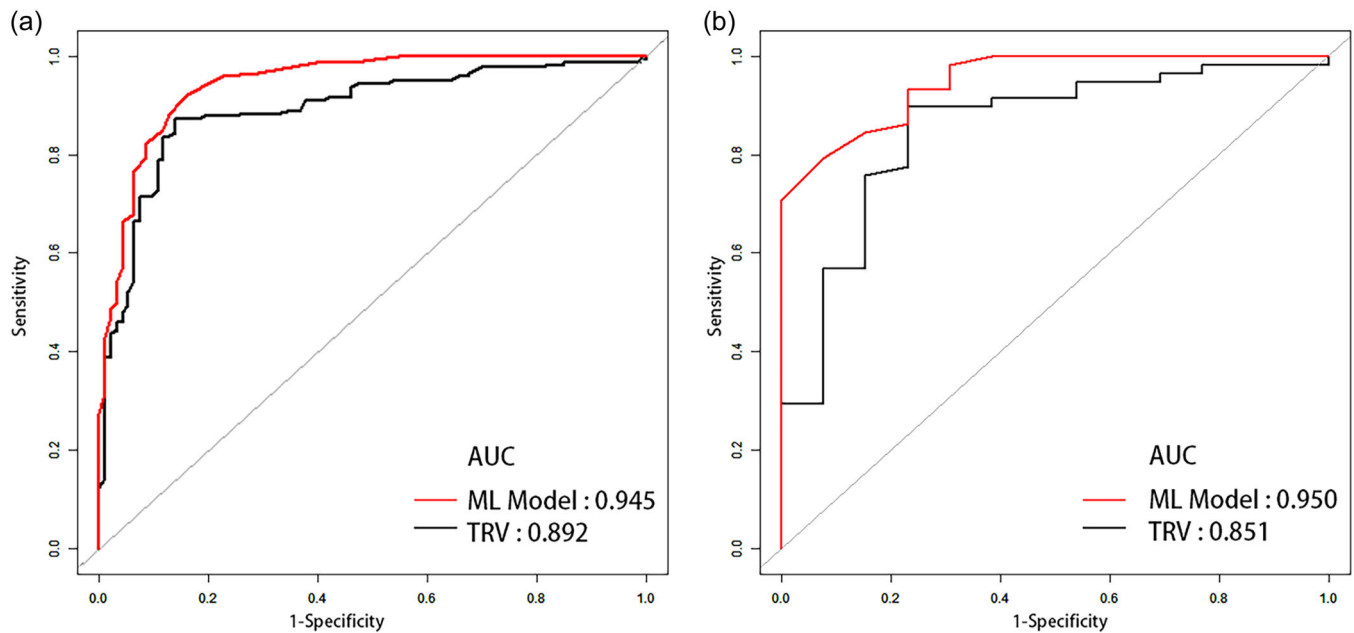 (a)
1.0
0.8
0.6
0.4
0.2
0.0
Sensitivity
AUC
ML Model : 0.945
TRV : 0.892
0.0 0.2 0.4 0.6 0.8 1.0
1-Specificity
(b)
1.0
0.8
0.6
0.4
0.2
0.0
Sensitivity
AUC
ML Model : 0.950
TRV : 0.851
0.0 0.2 0.4 0.6 0.8 1.0
1-Specificity